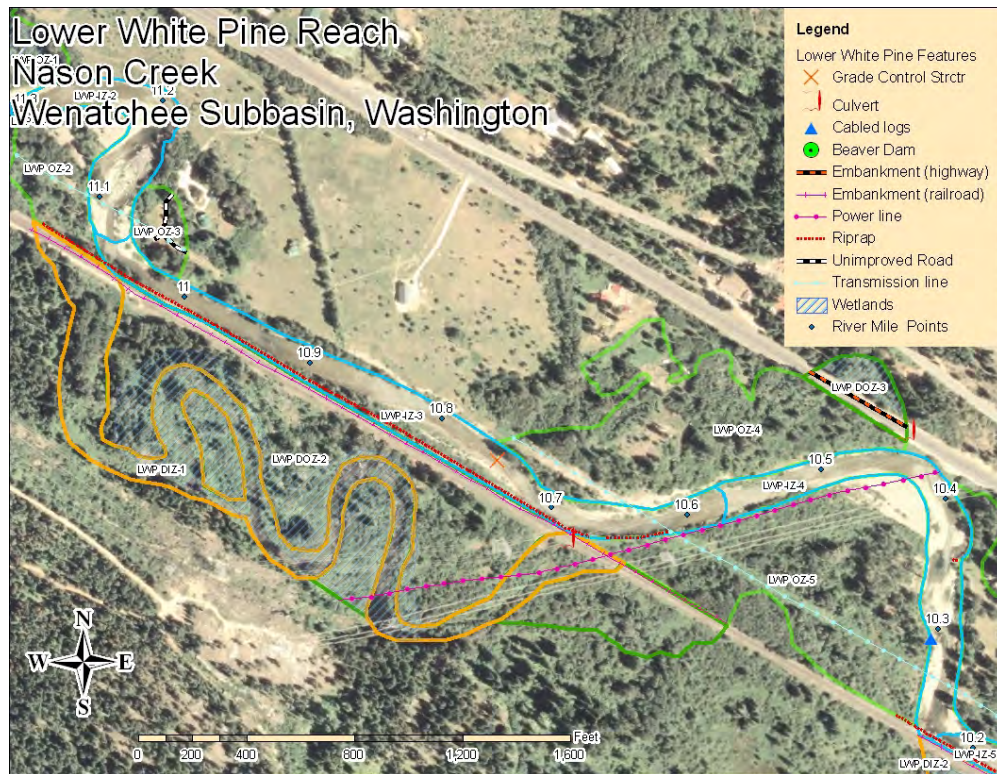 Lower White Pine Reach
Nason Creek
Wenatchee Subbasin, Washington
Legend
Lower White Pine Features
Grade Control Strctr
Culvert
Cabled logs
Beaver Dam
Embankment (highway)
Embankment (railroad)
Power line
Riprap
Unimproved Road
Transmission line
Wetlands
River Mile Points
LWP-IZ-2
11.2
LWP OZ-2
11.1
LWP OZ-3
11
10.9
10.8
LWP-IZ-3
LWP DOZ-3
LWP OZ-4
10.7
10.6
10.5
LWP-IZ-4
10.4
LWP DIZ-1
LWP DOZ-2
LWP OZ-5
10.3
10.2
LWP-IZ-5
LWP DIZ-2
N
W E
S
Feet
0 200 400 800 1,200 1,600